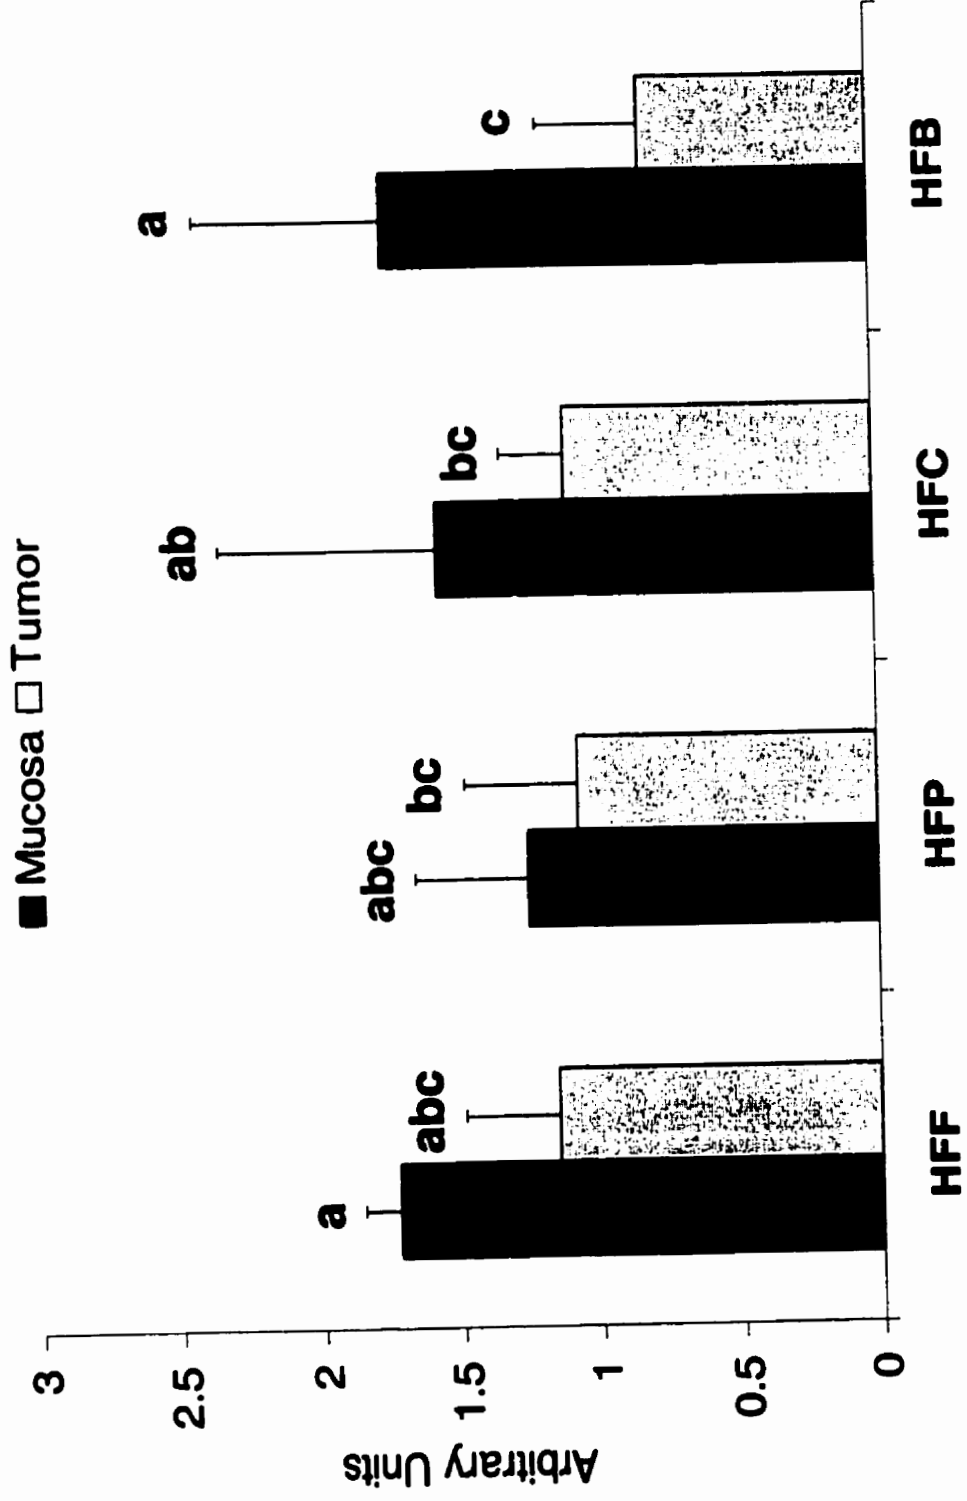 ■ Mucosa □ Tumor
3
2.5
2
1.5
1
0.5
0
Arbitrary Units
a
abc
abc
bc
ab
bc
a
c
HFF
HFP
HFC
HFB